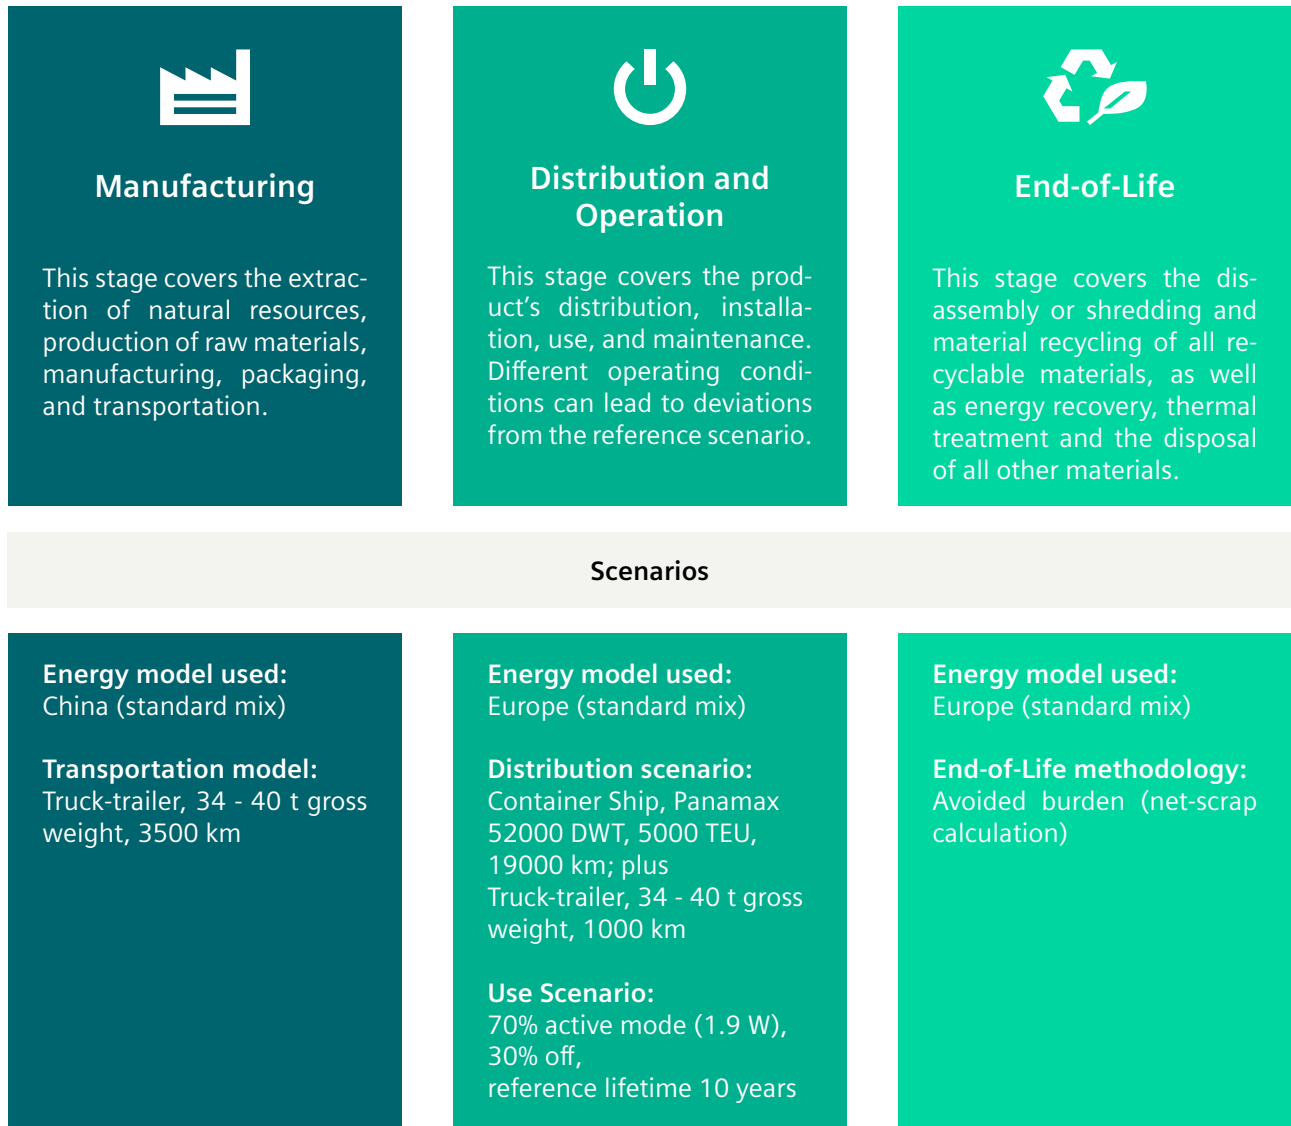 Manufacturing
This stage covers the extrac-
tion of natural resources,
production of raw materials,
manufacturing, packaging,
and transportation.
Distribution and
Operation
This stage covers the prod-
uct's distribution, installa-
tion, use, and maintenance.
Different operating condi-
tions can lead to deviations
from the reference scenario.
End-of-Life
This stage covers the dis-
assembly or shredding and
material recycling of all re-
cyclable materials, as well
as energy recovery, thermal
treatment and the disposal
of all other materials.
Scenarios
Energy model used:
China (standard mix)
Transportation model:
Truck-trailer, 34 - 40 t gross
weight, 3500 km
Energy model used:
Europe (standard mix)
Distribution scenario:
Container Ship, Panamax
52000 DWT, 5000 TEU,
19000 km; plus
Truck-trailer, 34 - 40 t gross
weight, 1000 km
Use Scenario:
70% active mode (1.9 W),
30% off,
reference lifetime 10 years
Energy model used:
Europe (standard mix)
End-of-Life methodology:
Avoided burden (net-scrap
calculation)